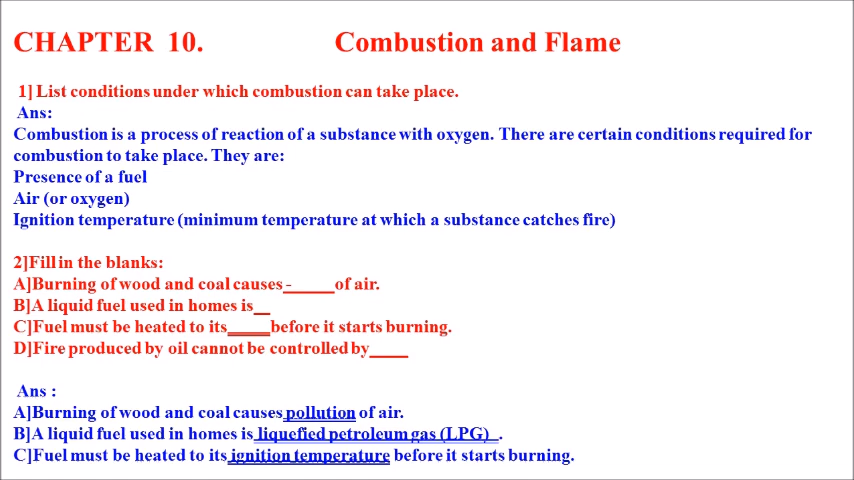 CHAPTER 10. Combustion and Flame
1] List conditions under which combustion can take place.
Ans:
Combustion is a process of reaction of a substance with oxygen. There are certain conditions required for
combustion to take place. They are:
Presence of a fuel
Air (or oxygen)
Ignition temperature (minimum temperature at which a substance catches fire)
2]Fill in the blanks:
A]Burning of wood and coal causes -_____of air.
B]A liquid fuel used in homes is__
C]Fuel must be heated to its_____before it starts burning.
D]Fire produced by oil cannot be controlled by____
Ans :
A]Burning of wood and coal causes pollution of air.
B]A liquid fuel used in homes is liquefied petroleum gas (LPG) .
C]Fuel must be heated to its ignition temperature before it starts burning.